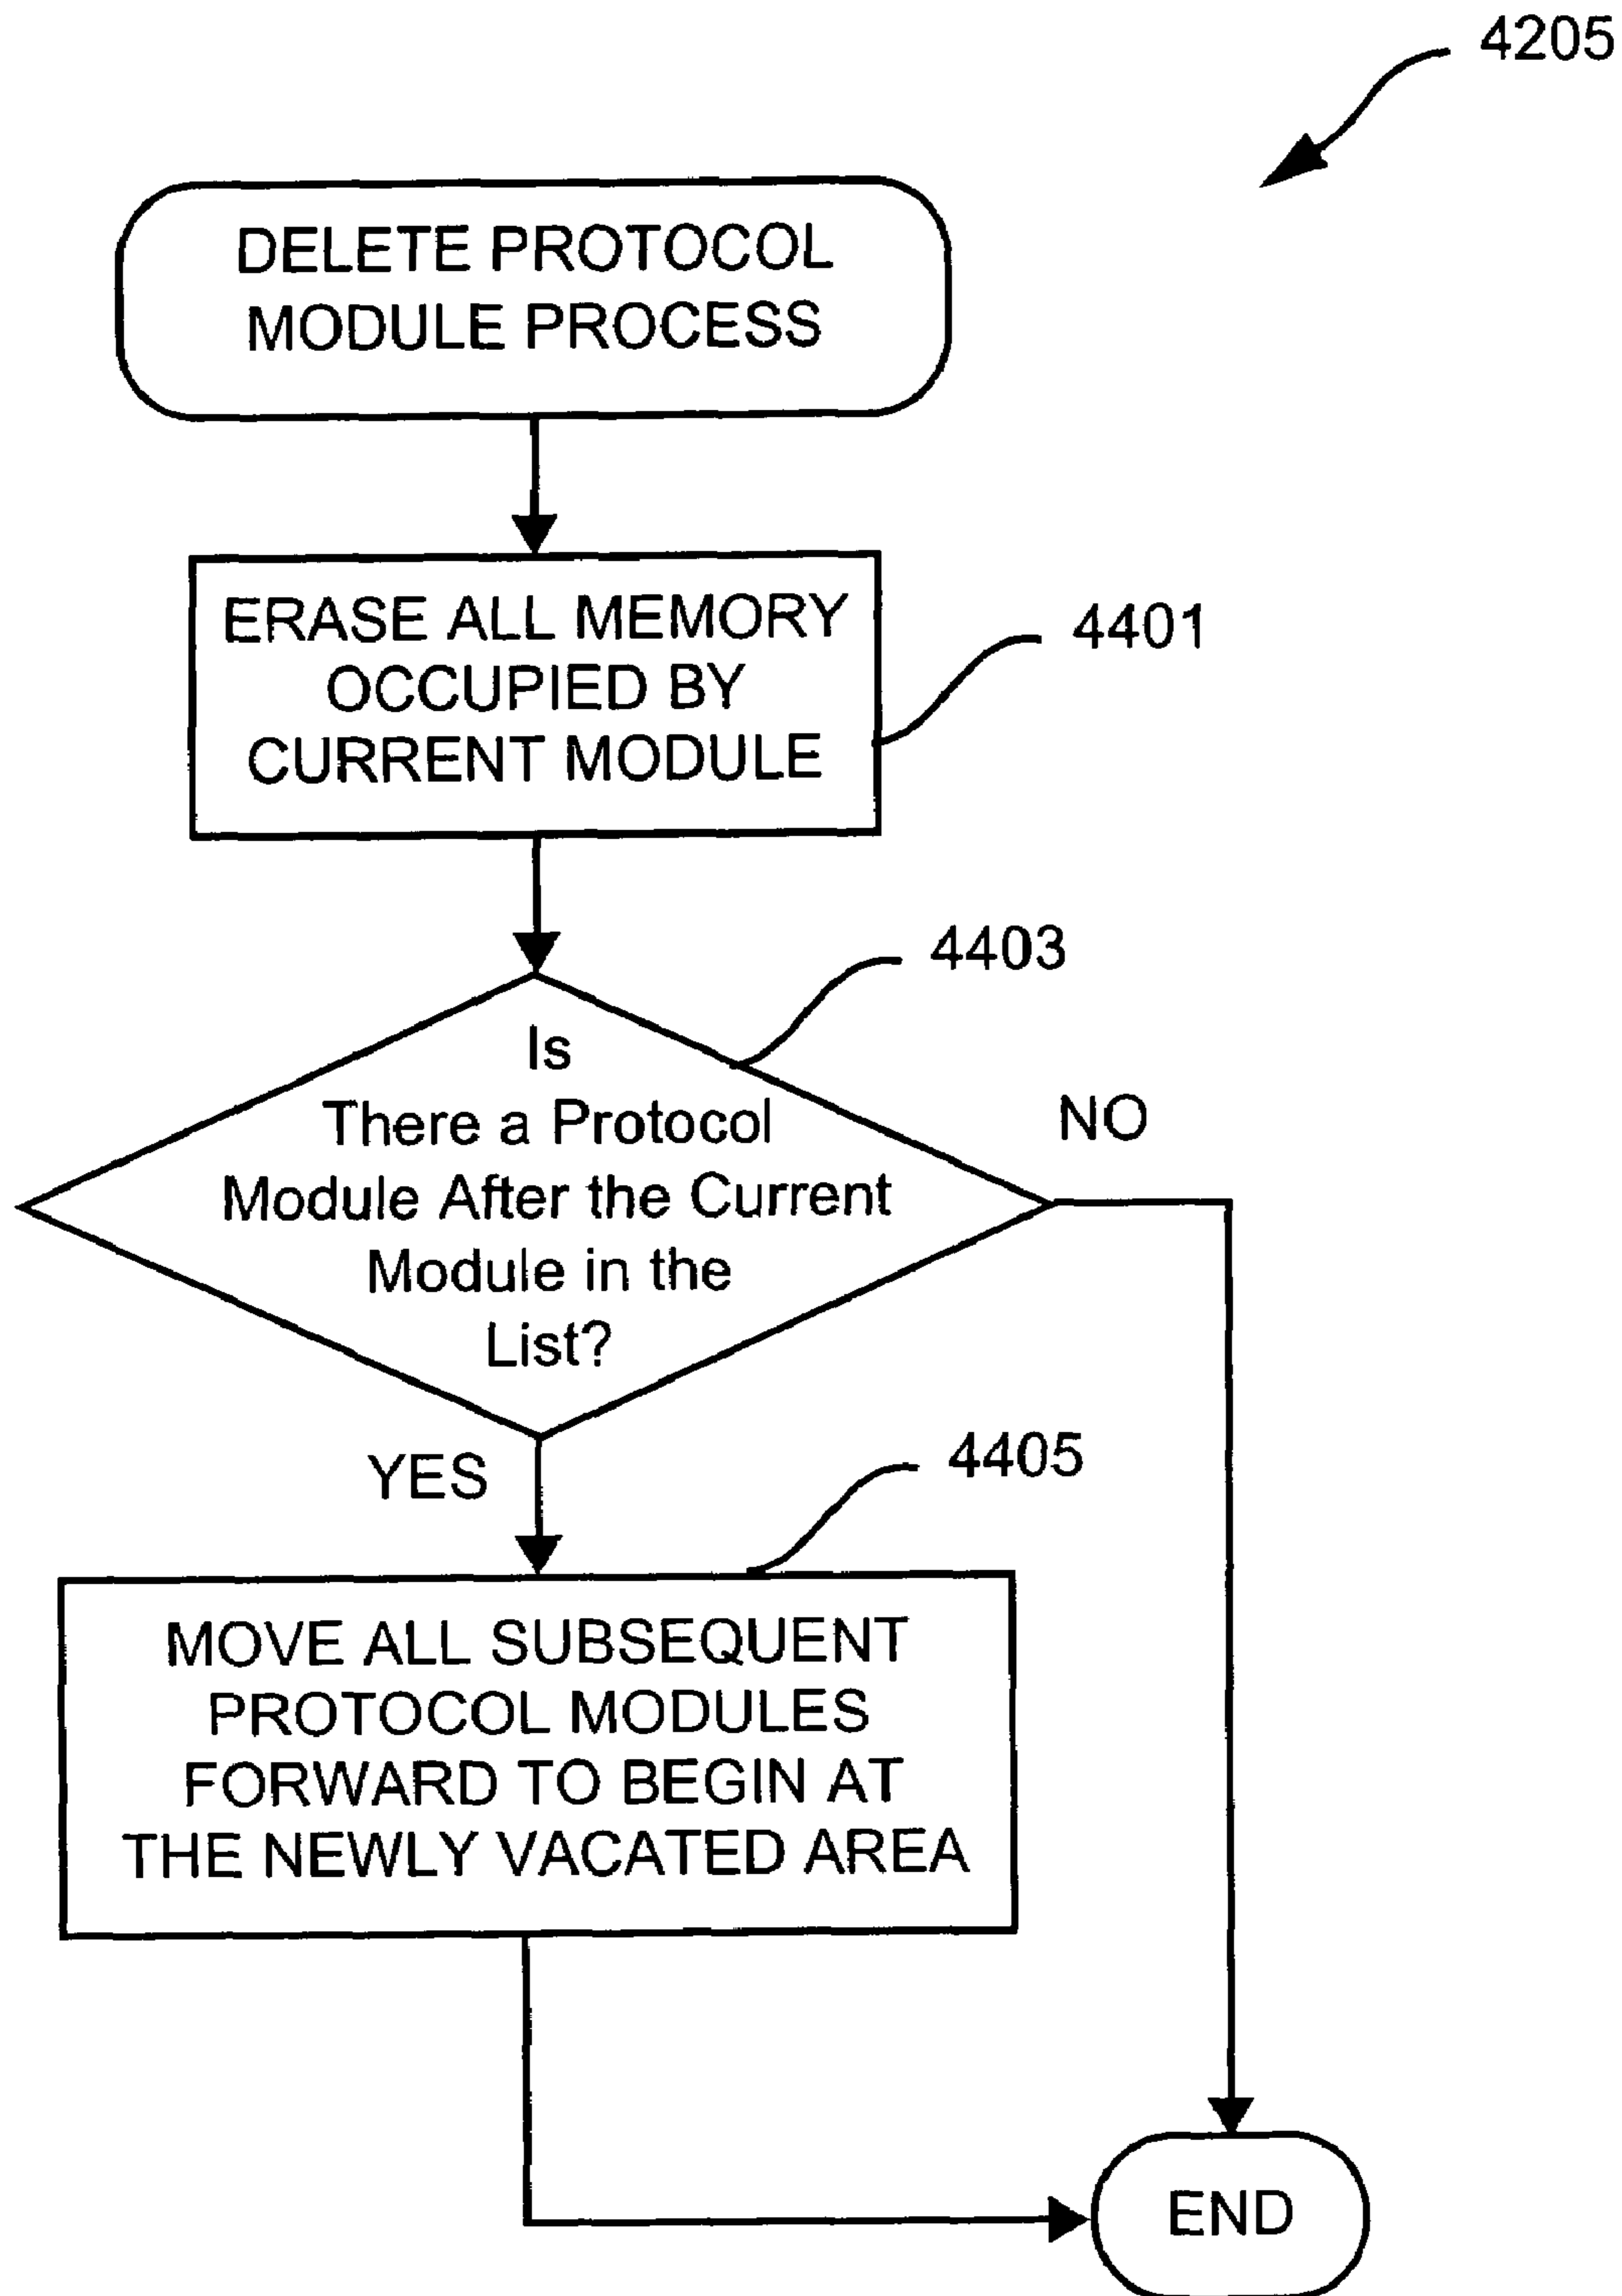 4205
DELETE PROTOCOL
MODULE PROCESS
ERASE ALL MEMORY
OCCUPIED BY
CURRENT MODULE
4401
4403
Is
There a Protocol
Module After the Current
Module in the
List?
NO
YES
4405
MOVE ALL SUBSEQUENT
PROTOCOL MODULES
FORWARD TO BEGIN AT
THE NEWLY VACATED AREA
END